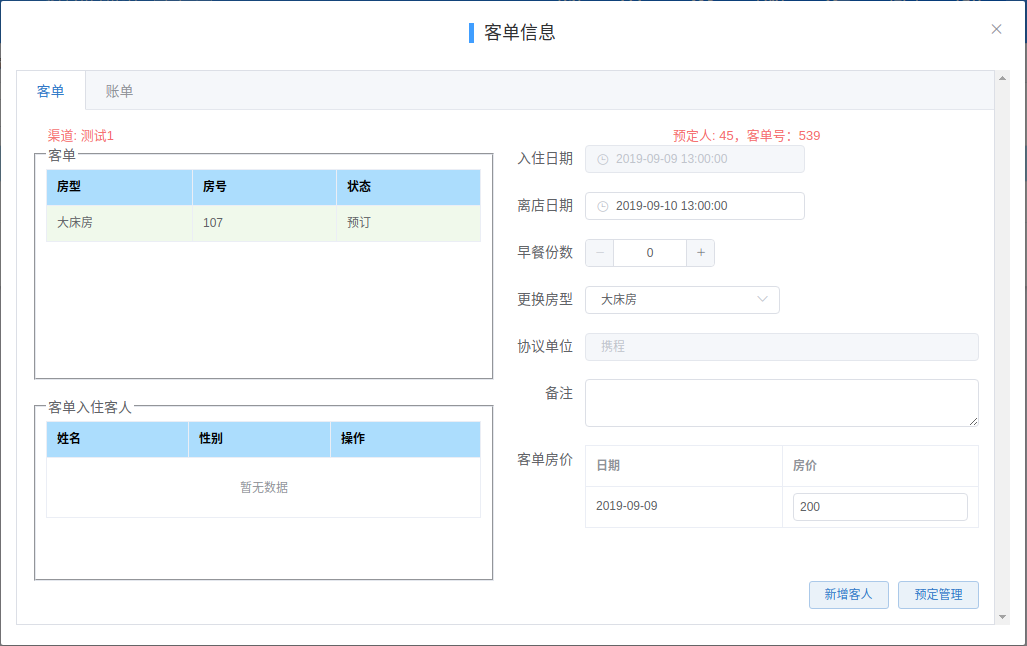 客单信息
客单
账单
渠道: 测试1
预定人: 45，客单号：539
客单
房型
房号
状态
大床房
107
预订
入住日期
2019-09-09 13:00:00
离店日期
2019-09-10 13:00:00
早餐份数
0
更换房型
大床房
协议单位
携程
备注
客单入住客人
姓名
性别
操作
暂无数据
客单房价
日期
房价
2019-09-09
200
新增客人
预定管理